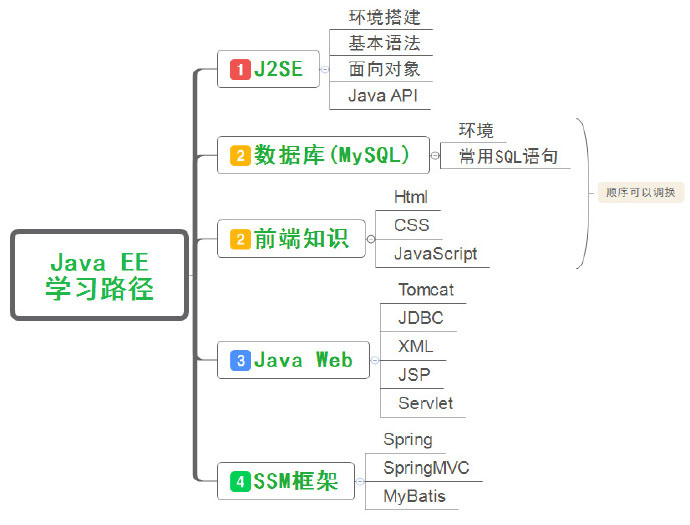 Java EE
学习路径
1 J2SE
环境搭建
基本语法
面向对象
Java API
2 数据库(MySQL)
环境
常用SQL语句
2 前端知识
Html
CSS
JavaScript
顺序可以调换
3 Java Web
Tomcat
JDBC
XML
JSP
Servlet
4 SSM框架
Spring
SpringMVC
MyBatis